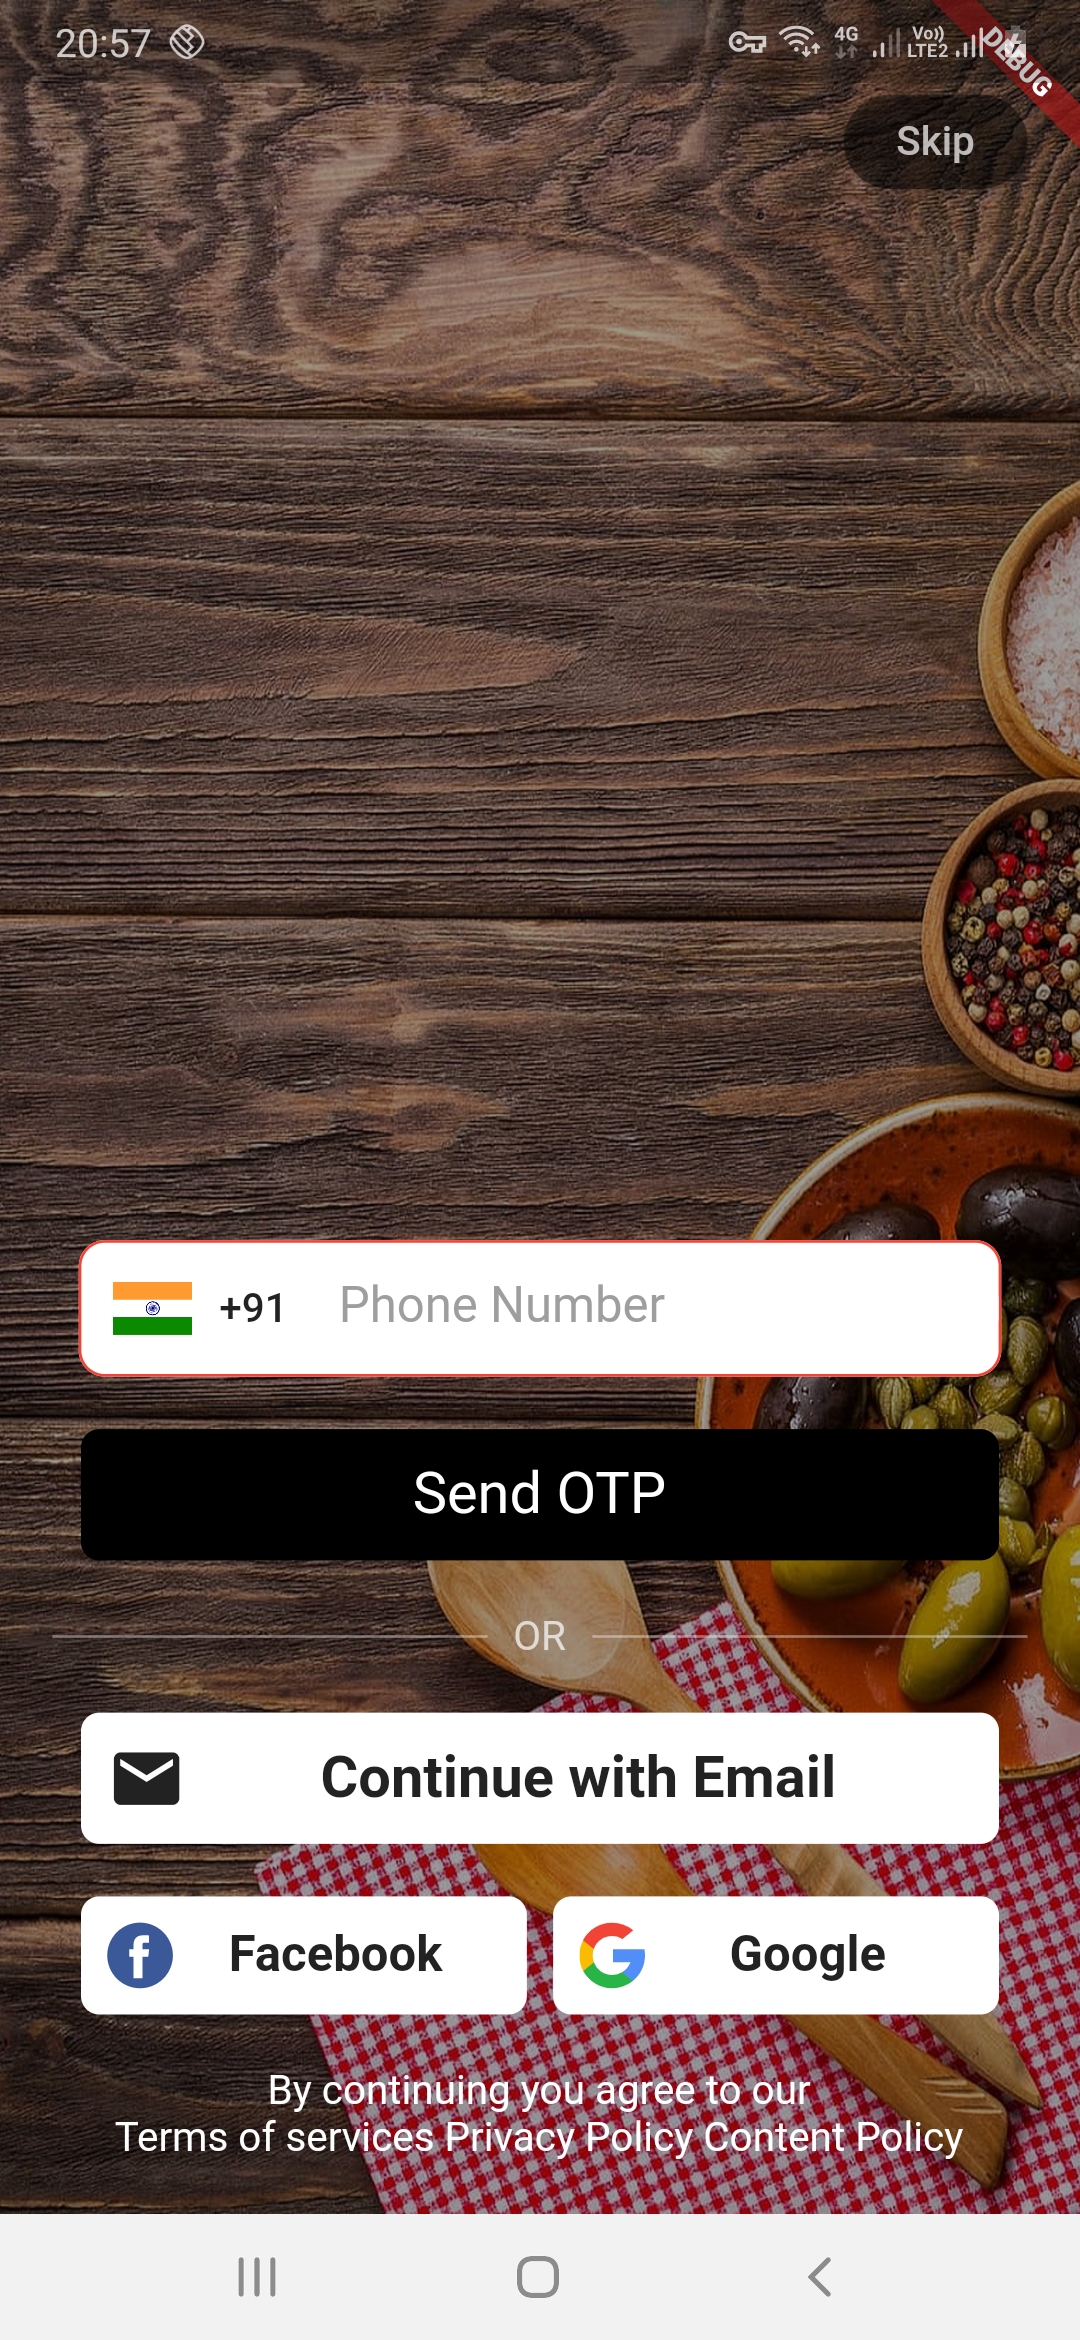 20:57 4G Vo)) LTE2
DEBUG
Skip
+91 Phone Number
Send OTP
OR
Continue with Email
Facebook Google
By continuing you agree to our
Terms of services Privacy Policy Content Policy